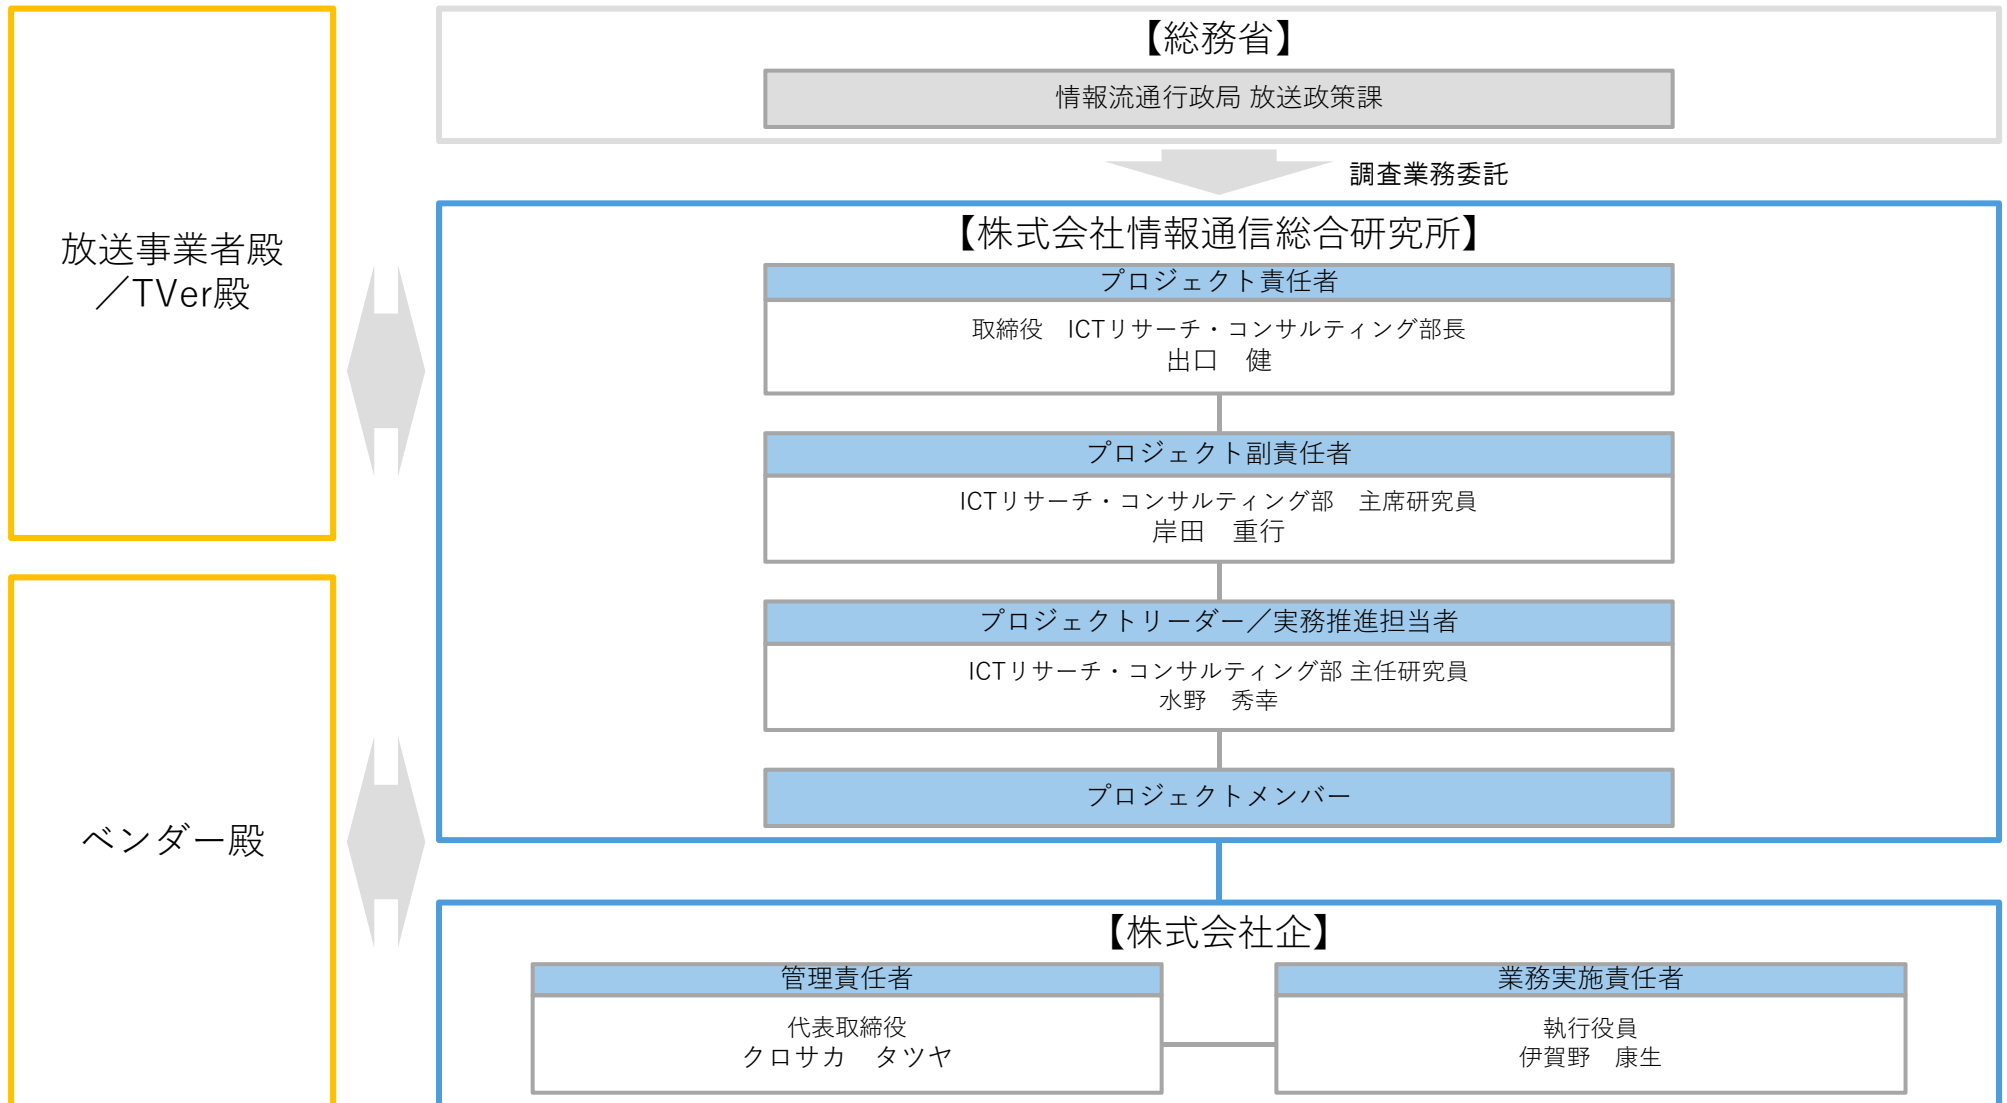 放送事業者殿
／TVer殿
ベンダー殿
【総務省】
情報流通行政局 放送政策課
調査業務委託
【株式会社情報通信総合研究所】
プロジェクト責任者
取締役　ICTリサーチ・コンサルティング部長
出口　健
プロジェクト副責任者
ICTリサーチ・コンサルティング部　主席研究員
岸田　重行
プロジェクトリーダー／実務推進担当者
ICTリサーチ・コンサルティング部 主任研究員
水野　秀幸
プロジェクトメンバー
【株式会社企】
管理責任者
代表取締役
クロサカ　タツヤ
業務実施責任者
執行役員
伊賀野　康生